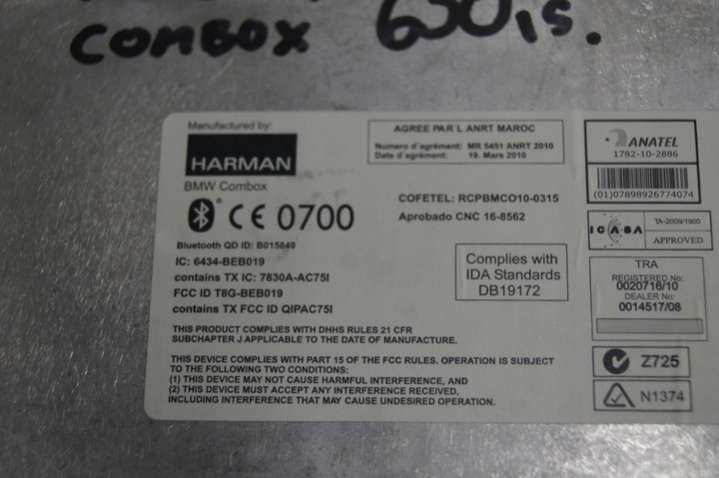 COMBOX 650is.
Manufactured by:
HARMAN
BMW Combox
CE 0700
Bluetooth QD ID: B015649
IC: 6434-BEB019
contains TX IC: 7830A-AC75I
FCC ID T8G-BEB019
contains TX FCC ID QIPAC75I
THIS PRODUCT COMPLIES WITH DHHS RULES 21 CFR
SUBCHAPTER J APPLICABLE TO THE DATE OF MANUFACTURE.
THIS DEVICE COMPLIES WITH PART 15 OF THE FCC RULES. OPERATION IS SUBJECT
TO THE FOLLOWING TWO CONDITIONS:
(1) THIS DEVICE MAY NOT CAUSE HARMFUL INTERFERENCE, AND
(2) THIS DEVICE MUST ACCEPT ANY INTERFERENCE RECEIVED,
INCLUDING INTERFERENCE THAT MAY CAUSE UNDESIRED OPERATION.
AGREE PAR'L ANRT MAROC
Numero d'agrément: MR 5451 ANRT 2010
Date d'agrément: 19. Mars 2010
COFETEL: RCPBMCO10-0315
Aprobado CNC 16-8562
Complies with
IDA Standards
DB19172
ANATEL
1782-10-2886
(01)07898926774074
ICASA
TA-2009/1900
APPROVED
TRA
REGISTERED No:
0020718/10
DEALER No:
0014517/08
Z725
N1374